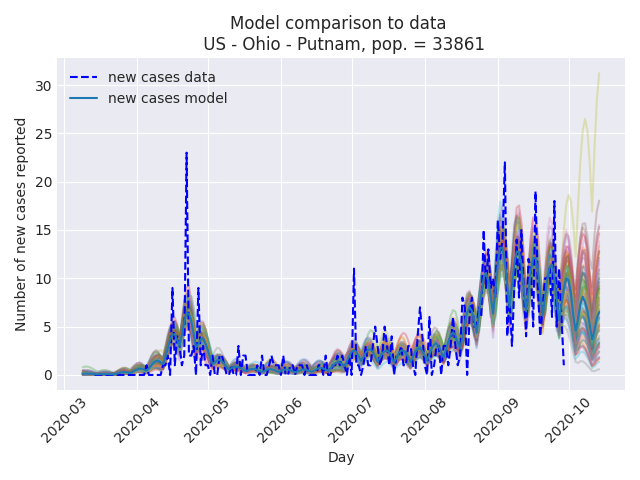 Model comparison to data
US - Ohio - Putnam, pop. = 33861
new cases data
new cases model
Number of new cases reported
30
25
20
15
10
5
0
2020-03
2020-04
2020-05
2020-06
2020-07
2020-08
2020-09
2020-10
Day